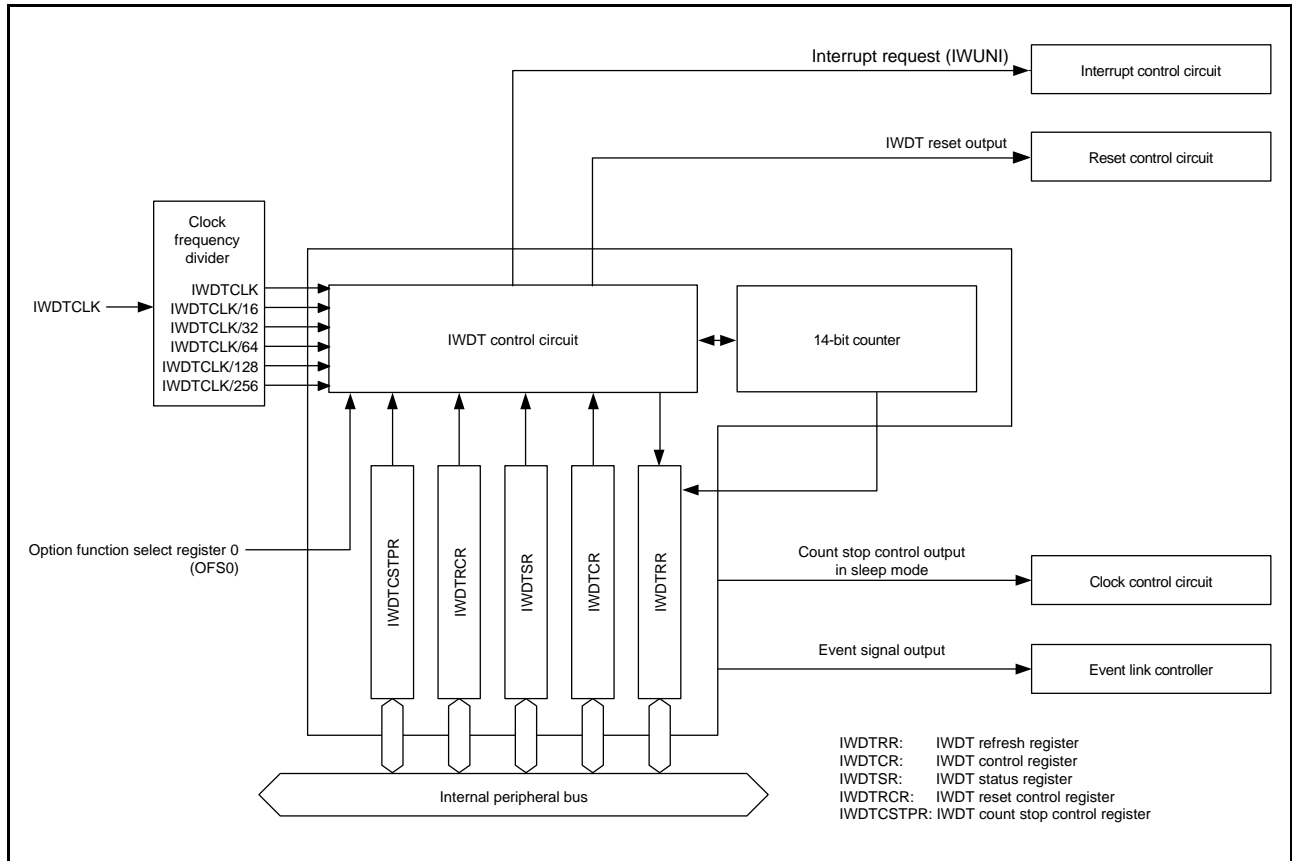 Interrupt request (IWUNI)
Interrupt control circuit
IWDT reset output
Reset control circuit
Clock
frequency
divider
IWDTCLK
IWDTCLK
IWDTCLK/16
IWDTCLK/32
IWDTCLK/64
IWDTCLK/128
IWDTCLK/256
IWDT control circuit
14-bit counter
Option function select register 0
(OFS0)
IWDTCSTPR
IWDTRCR
IWDTSR
IWDTCR
IWDTRR
Count stop control output
in sleep mode
Clock control circuit
Event signal output
Event link controller
Internal peripheral bus
IWDTRR: IWDT refresh register
IWDTCR: IWDT control register
IWDTSR: IWDT status register
IWDTRCR: IWDT reset control register
IWDTCSTPR: IWDT count stop control register